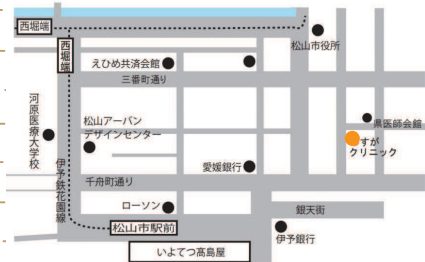 西堀端
西堀端
松山市役所
えひめ共済会館
三番町通り
河原医療大学校
松山アーバン
デザインセンター
県医師会館
すが
クリニック
愛媛銀行
伊予鉄花園線
千舟町通り
ローソン
銀天街
松山市駅前
伊予銀行
いよてつ髙島屋